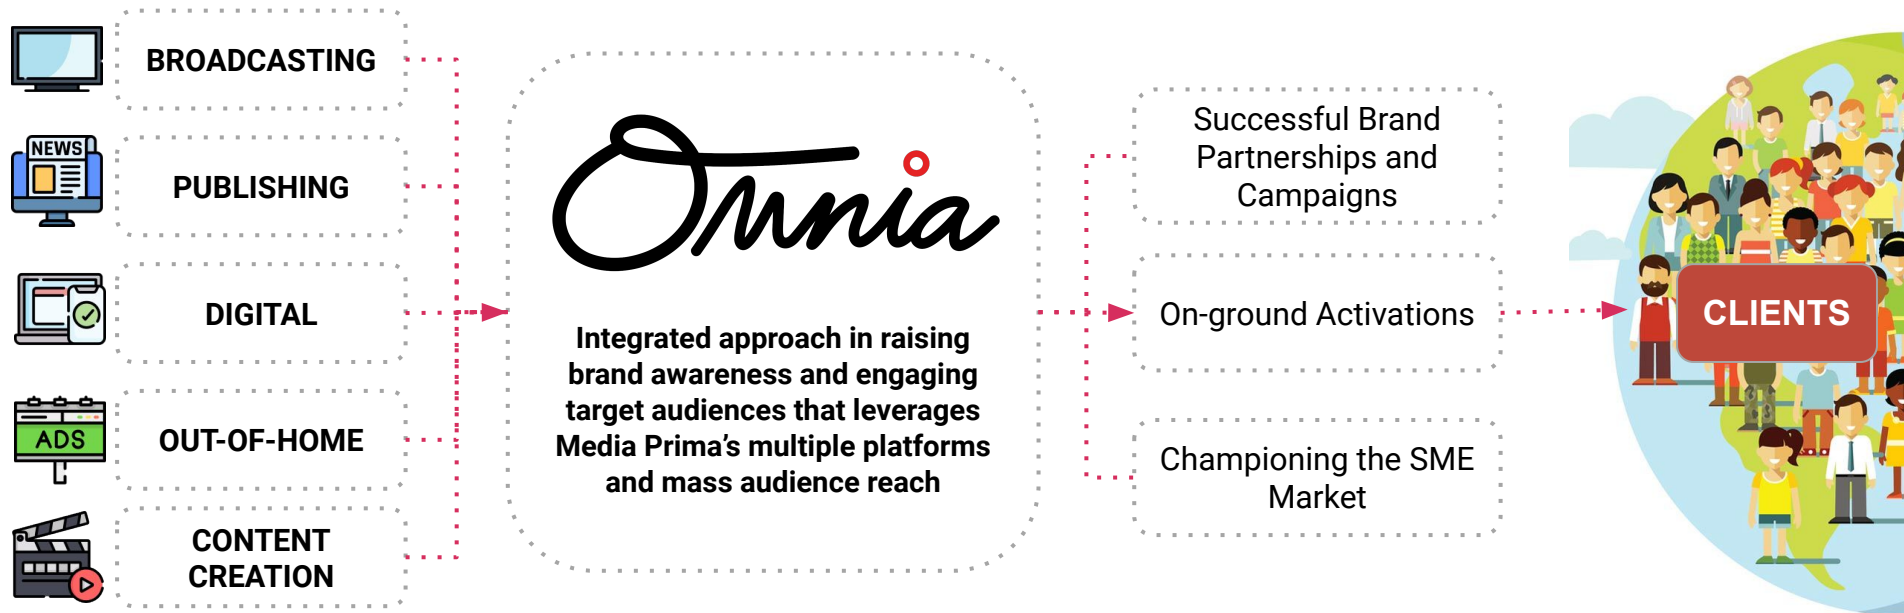 BROADCASTING
NEWS
PUBLISHING
DIGITAL
ADS
OUT-OF-HOME
CONTENT
CREATION
Omnia
Integrated approach in raising
brand awareness and engaging
target audiences that leverages
Media Prima’s multiple platforms
and mass audience reach
Successful Brand
Partnerships and
Campaigns
On-ground Activations
Championing the SME
Market
CLIENTS